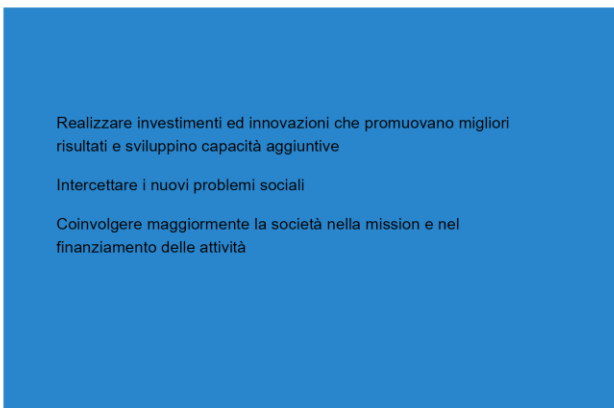 Realizzare investimenti ed innovazioni che promuovano migliori
risultati e sviluppino capacità aggiuntive
Intercettare i nuovi problemi sociali
Coinvolgere maggiormente la società nella mission e nel
finanziamento delle attività